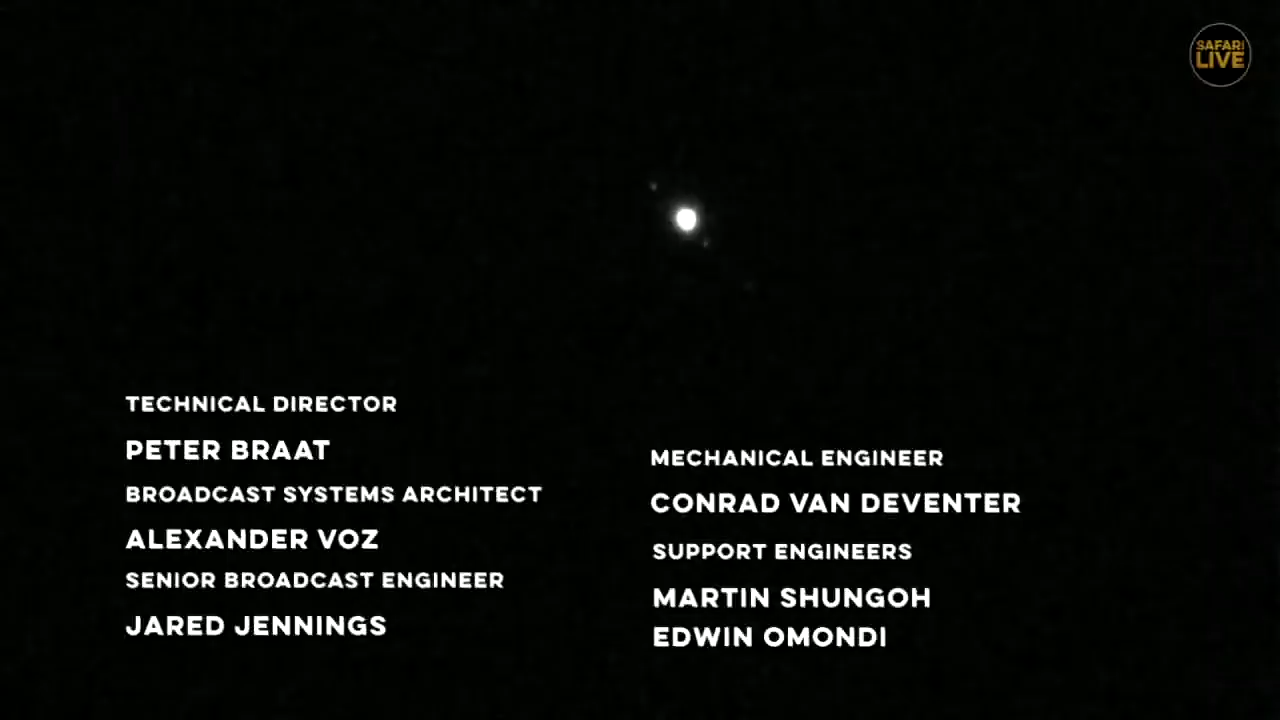 SAFARI
LIVE
TECHNICAL DIRECTOR
PETER BRAAT
BROADCAST SYSTEMS ARCHITECT
ALEXANDER VOZ
SENIOR BROADCAST ENGINEER
JARED JENNINGS
MECHANICAL ENGINEER
CONRAD VAN DEVENTER
SUPPORT ENGINEERS
MARTIN SHUNGOH
EDWIN OMONDI